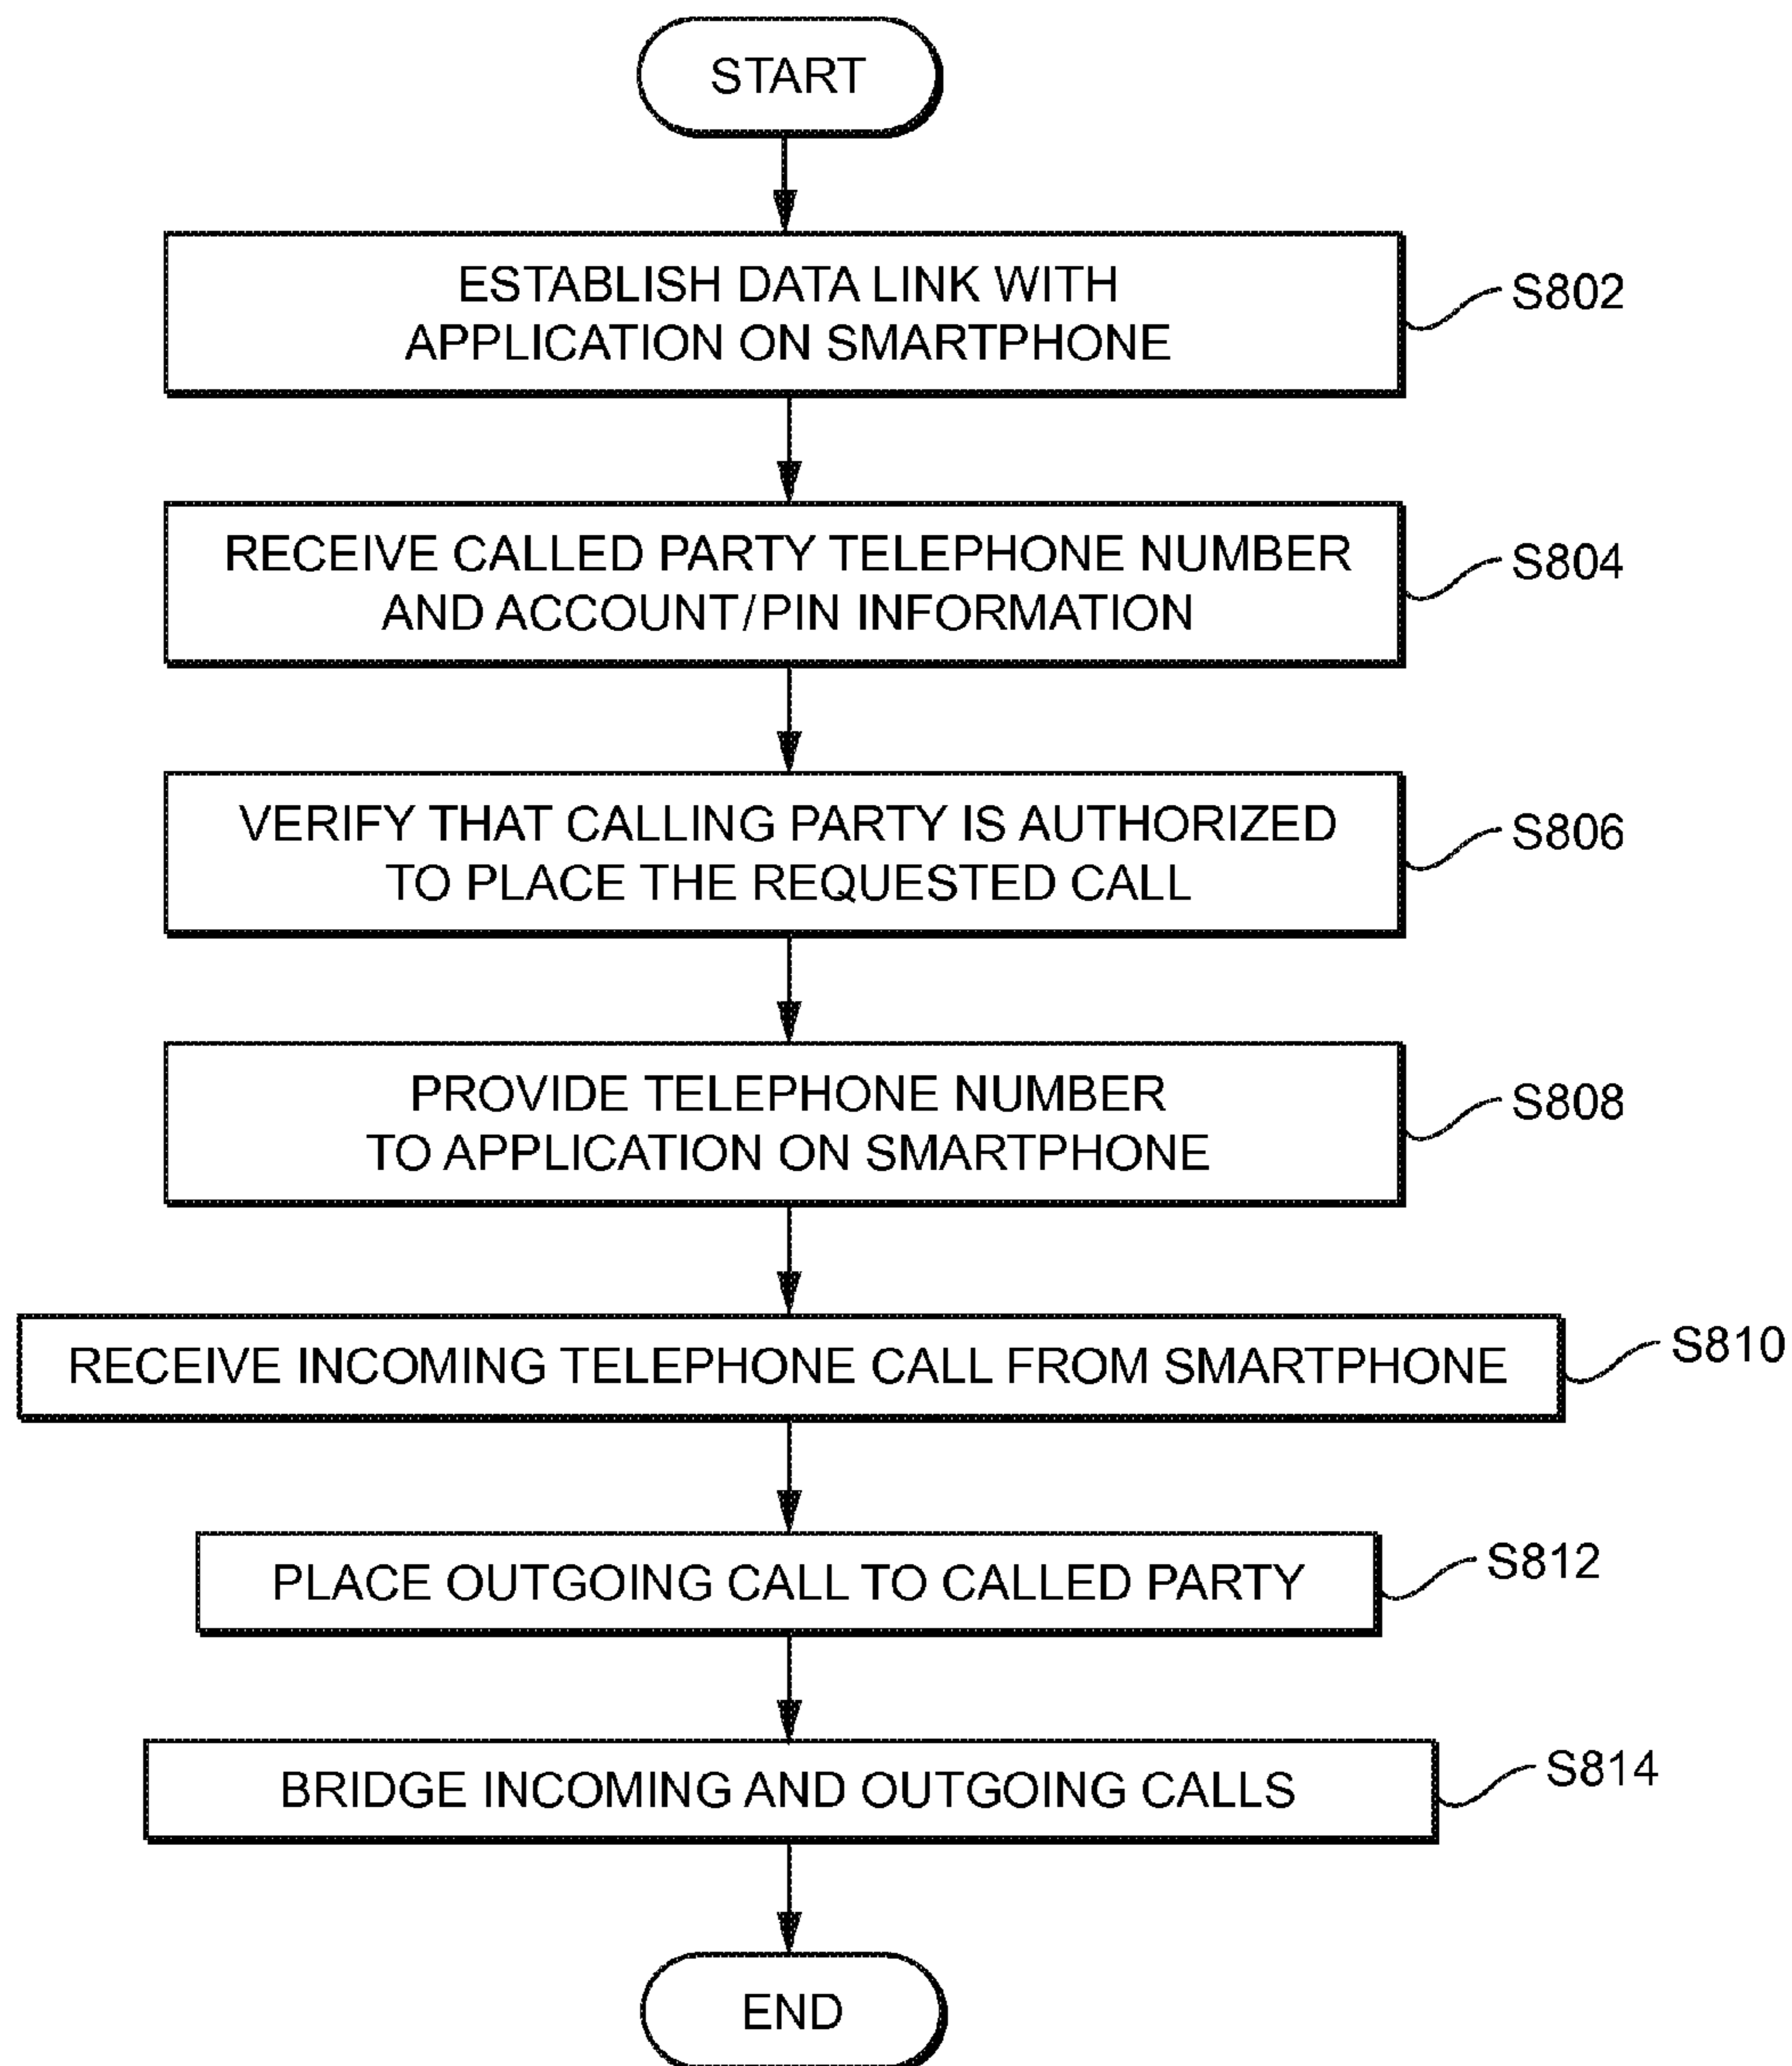 START
ESTABLISH DATA LINK WITH
APPLICATION ON SMARTPHONE
S802
RECEIVE CALLED PARTY TELEPHONE NUMBER
AND ACCOUNT/PIN INFORMATION
S804
VERIFY THAT CALLING PARTY IS AUTHORIZED
TO PLACE THE REQUESTED CALL
S806
PROVIDE TELEPHONE NUMBER
TO APPLICATION ON SMARTPHONE
S808
RECEIVE INCOMING TELEPHONE CALL FROM SMARTPHONE
S810
PLACE OUTGOING CALL TO CALLED PARTY
S812
BRIDGE INCOMING AND OUTGOING CALLS
S814
END